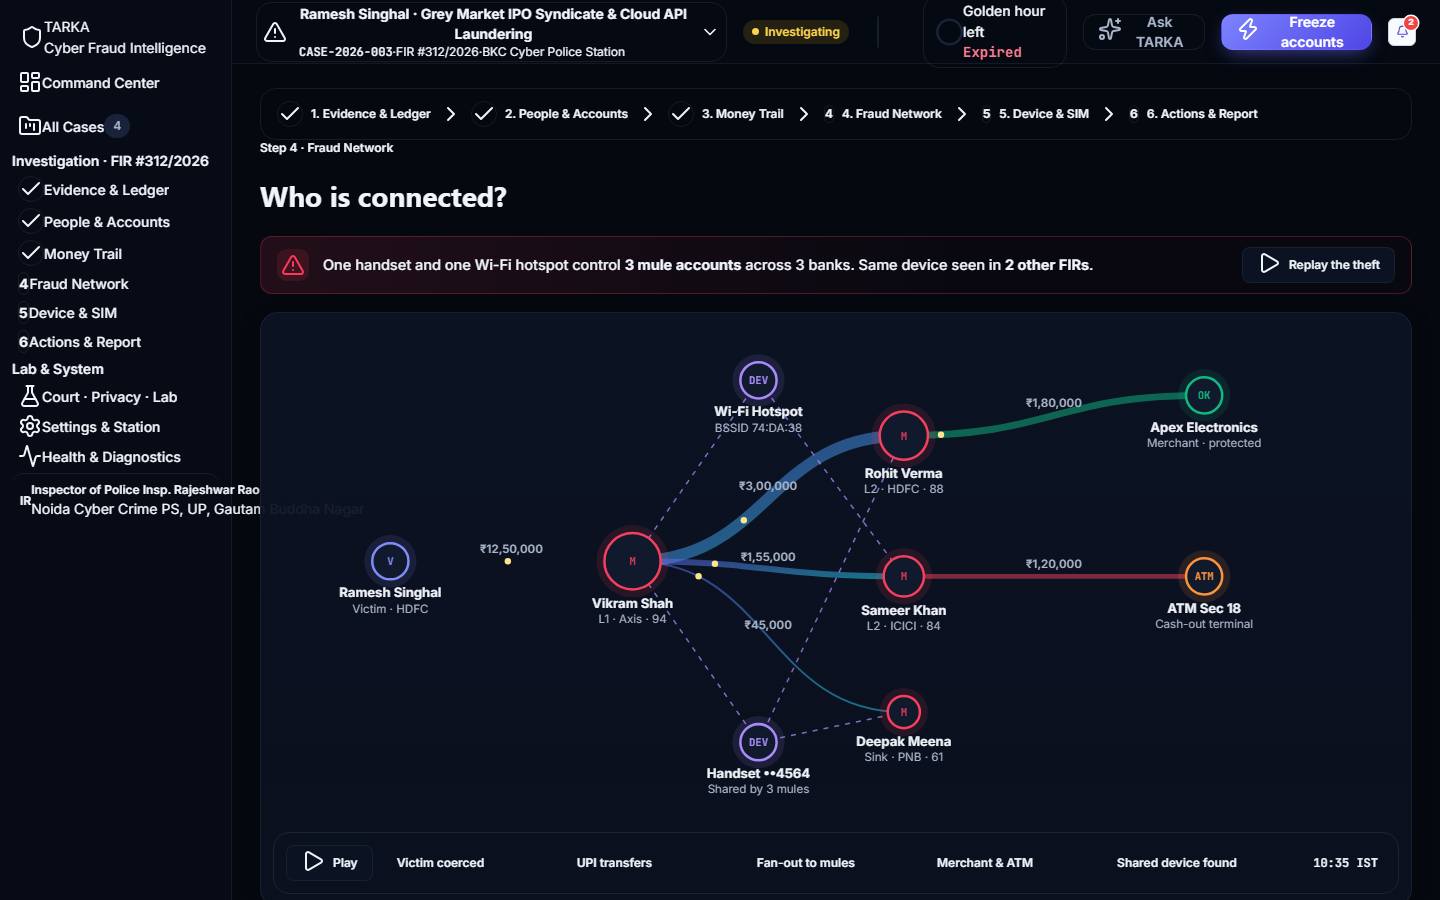 TARKA
Cyber Fraud Intelligence
Command Center
All Cases 4
Investigation · FIR #312/2026
Evidence & Ledger
People & Accounts
Money Trail
4 Fraud Network
5 Device & SIM
6 Actions & Report
Lab & System
Court · Privacy · Lab
Settings & Station
Health & Diagnostics
IR
Inspector of Police Insp. Rajeshwar Rao
Noida Cyber Crime PS, UP, Gautam Buddha Nagar
Ramesh Singhal · Grey Market IPO Syndicate & Cloud API
Laundering
CASE-2026-003·FIR #312/2026·BKC Cyber Police Station
Investigating
Golden hour
left
Expired
Ask
TARKA
Freeze
accounts
2
1. Evidence & Ledger
2. People & Accounts
3. Money Trail
4 4. Fraud Network
5 5. Device & SIM
6 6. Actions & Report
Step 4 · Fraud Network
Who is connected?
One handset and one Wi-Fi hotspot control 3 mule accounts across 3 banks. Same device seen in 2 other FIRs.
Replay the theft
DEV
Wi-Fi Hotspot
BSSID 74:DA:38
M
Rohit Verma
L2 · HDFC · 88
₹1,80,000
OK
Apex Electronics
Merchant · protected
₹3,00,000
V
Ramesh Singhal
Victim · HDFC
₹12,50,000
M
Vikram Shah
L1 · Axis · 94
₹1,55,000
M
Sameer Khan
L2 · ICICI · 84
₹1,20,000
ATM
ATM Sec 18
Cash-out terminal
₹45,000
M
Deepak Meena
Sink · PNB · 61
DEV
Handset ••4564
Shared by 3 mules
Play
Victim coerced
UPI transfers
Fan-out to mules
Merchant & ATM
Shared device found
10:35 IST